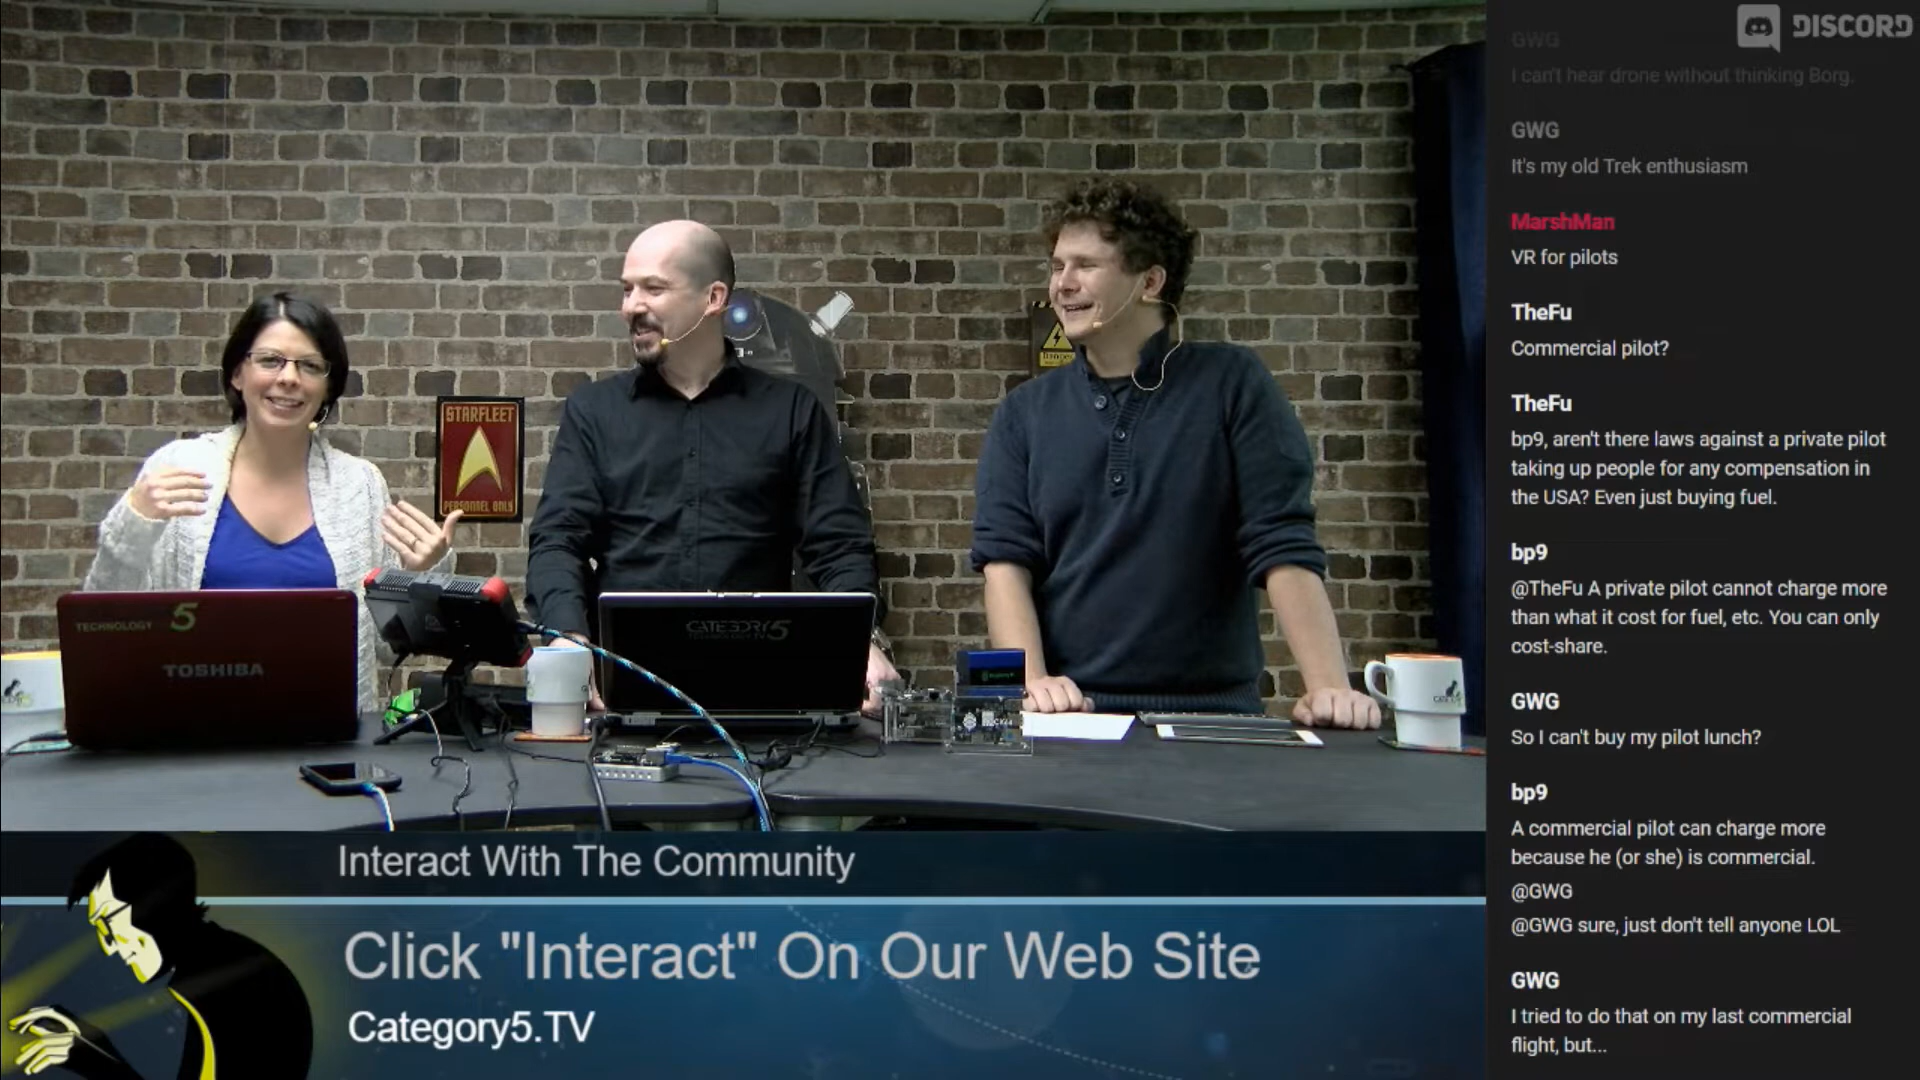 STARFLEET
PERSONNEL ONLY
Danger
TECHNOLOGY 5
TOSHIBA
CATEGORY5
TECHNOLOGY TV
Interact With The Community
Click "Interact" On Our Web Site
Category5.TV
DISCORD
GWG
I can't hear drone without thinking Borg.
GWG
It's my old Trek enthusiasm
MarshMan
VR for pilots
TheFu
Commercial pilot?
TheFu
bp9, aren't there laws against a private pilot
taking up people for any compensation in
the USA? Even just buying fuel.
bp9
@TheFu A private pilot cannot charge more
than what it cost for fuel, etc. You can only
cost-share.
GWG
So I can't buy my pilot lunch?
bp9
A commercial pilot can charge more
because he (or she) is commercial.
@GWG
@GWG sure, just don't tell anyone LOL
GWG
I tried to do that on my last commercial
flight, but...